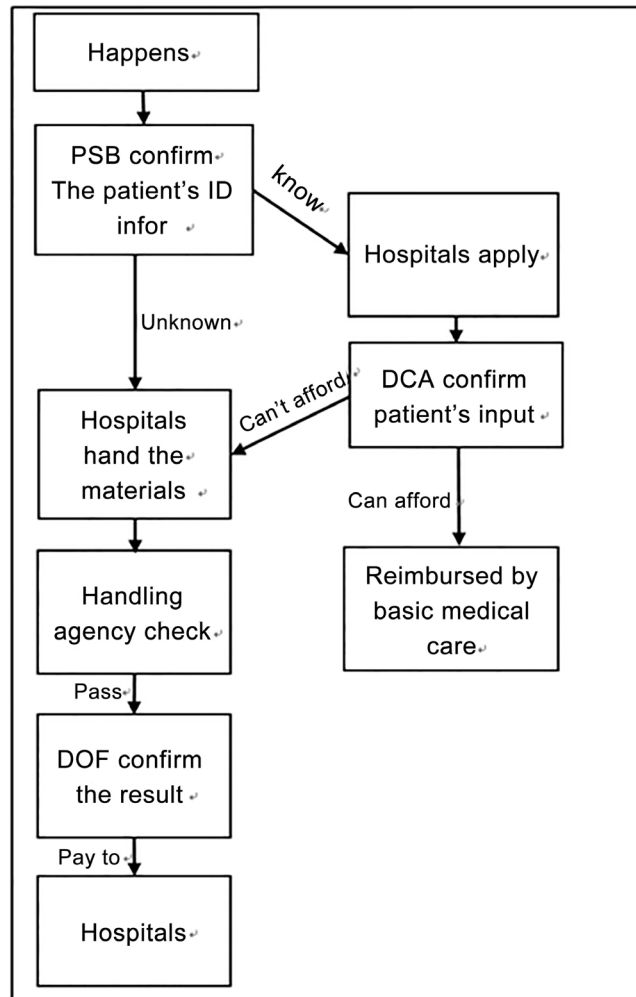 Happens
PSB confirm
The patient's ID
infor
know
Hospitals apply
Unknown
DCA confirm
patient's input
Can't afford
Hospitals
hand the
materials
Can afford
Handling
agency check
Reimbursed by
basic medical
care
Pass
DOF confirm
the result
Pay to
Hospitals